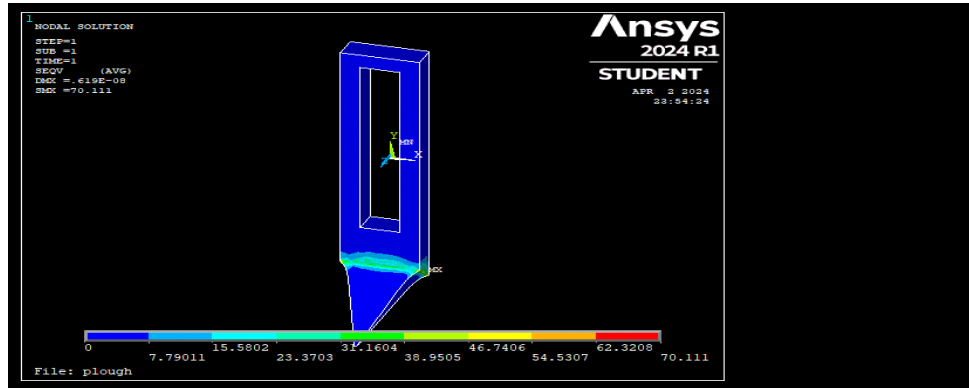 1
NODAL SOLUTION
STEP=1
SUB =1
TIME=1
SEQV (AVG)
DMX =.619E-08
SMX =70.111
Ansys
2024 R1
STUDENT
APR 2 2024
23:54:24
Y
MN
Z X
MX
0 15.5802 31.1604 46.7406 62.3208
7.79011 23.3703 38.9505 54.5307 70.111
File: plough